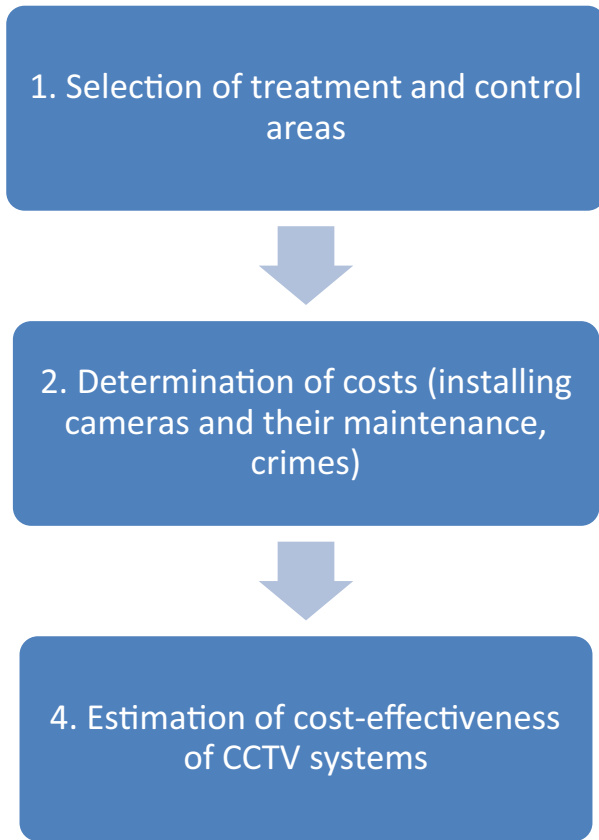 1. Selection of treatment and control
areas
2. Determination of costs (installing
cameras and their maintenance,
crimes)
4. Estimation of cost-effectiveness
of CCTV systems